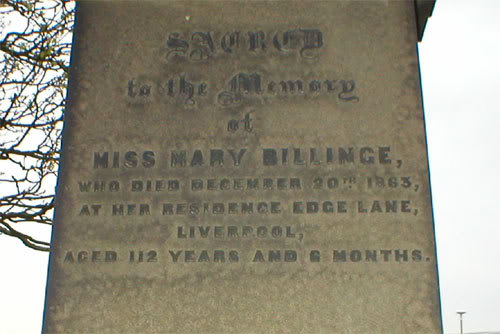 SACRED
to the Memory
of
MISS MARY BILLINGE,
WHO DIED DECEMBER 20TH 1863,
AT HER RESIDENCE EDGE LANE,
LIVERPOOL,
AGED 112 YEARS AND 6 MONTHS.